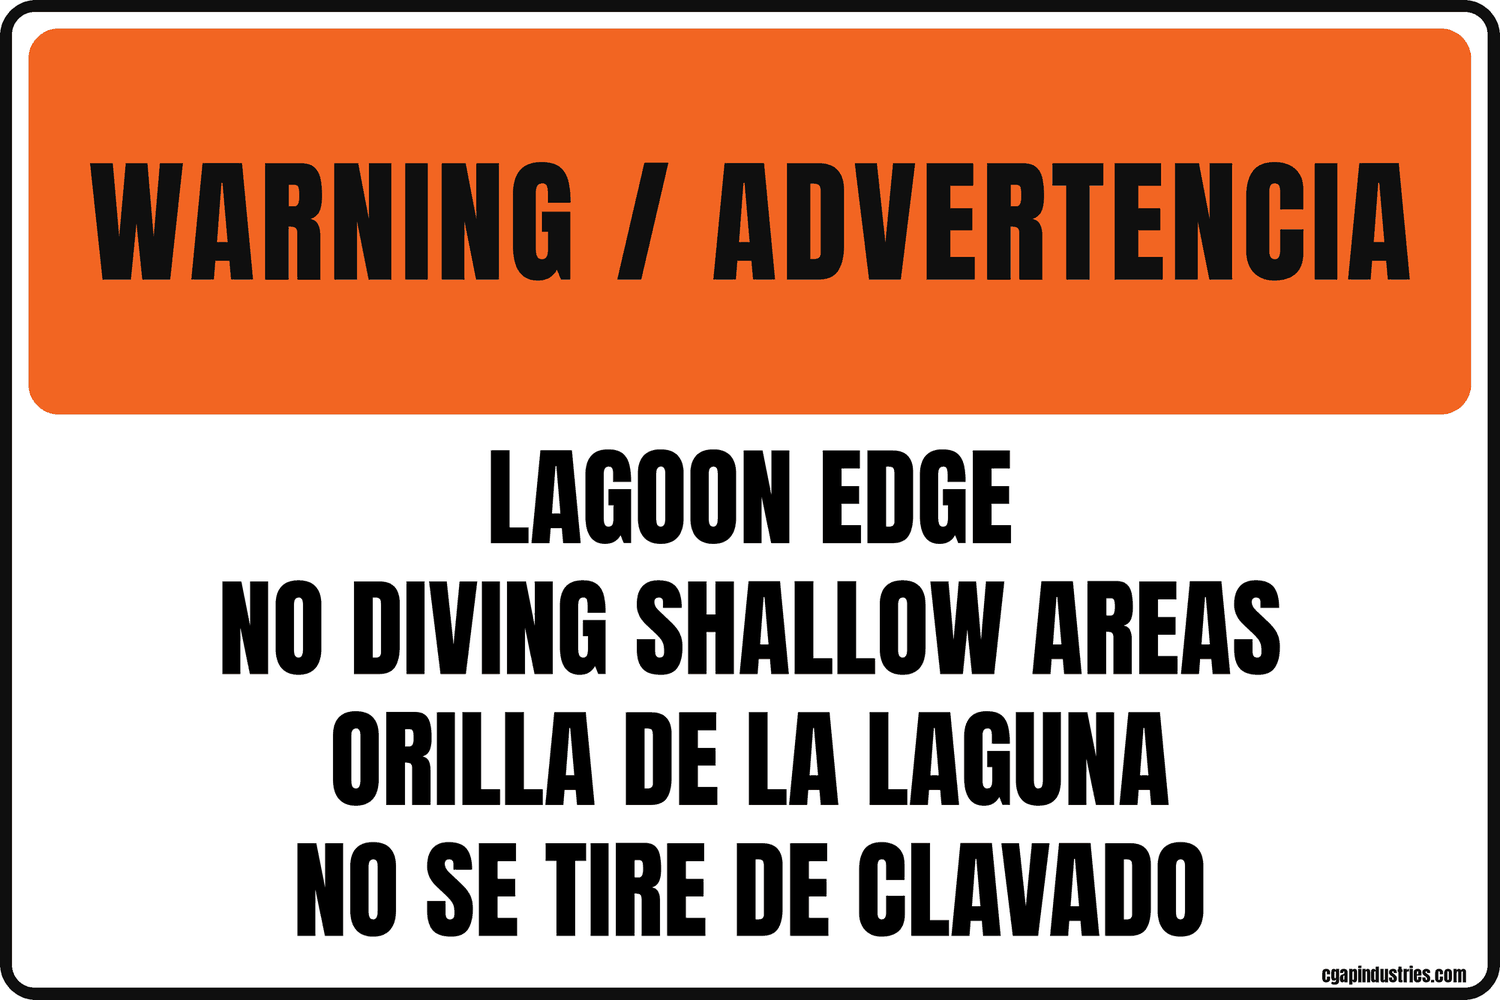 WARNING / ADVERTENCIA
LAGOON EDGE
NO DIVING SHALLOW AREAS
ORILLA DE LA LAGUNA
NO SE TIRE DE CLAVADO
cgapindustries.com